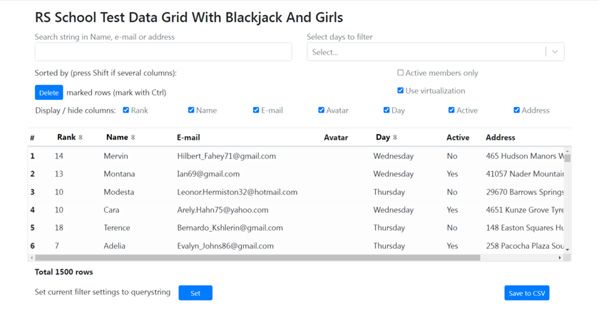 RS School Test Data Grid With Blackjack And Girls
Search string in Name, e-mail or address
Select days to filter
Select...
Sorted by (press Shift if several columns):
Active members only
Delete marked rows (mark with Ctrl)
Use virtualization
Display / hide columns: Rank Name E-mail Avatar Day Active Address
# Rank Name E-mail Avatar Day Active Address
1 14 Mervin Hilbert_Fahey71@gmail.com Wednesday No 465 Hudson Manors W
2 13 Montana Ian69@gmail.com Wednesday Yes 41057 Nader Mountain
3 10 Modesta Leonor.Hermiston32@hotmail.com Thursday No 29670 Barrows Springs
4 10 Cara Arely.Hahn75@yahoo.com Wednesday Yes 4651 Kunze Grove Tyre
5 18 Terence Bernardo_Kshlerin@gmail.com Thursday No 148 Easton Squares Hu
6 7 Adelia Evalyn_Johns86@gmail.com Thursday Yes 258 Pacocha Plaza Sou
Total 1500 rows
Set current filter settings to querystring Set
Save to CSV